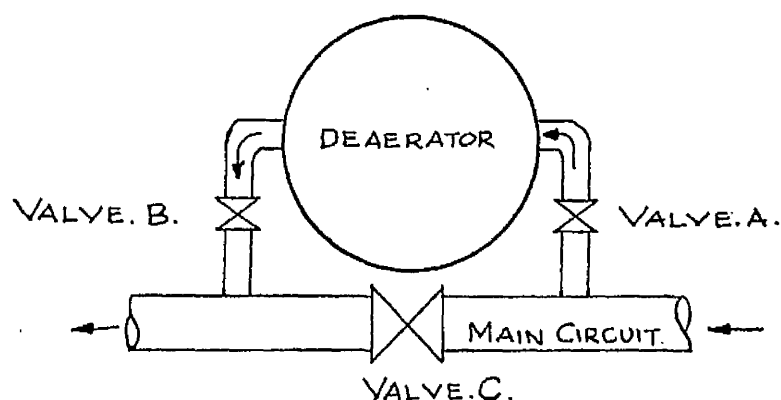 DEAERATOR
VALVE. B.
VALVE. A.
MAIN CIRCUIT.
VALVE. C.